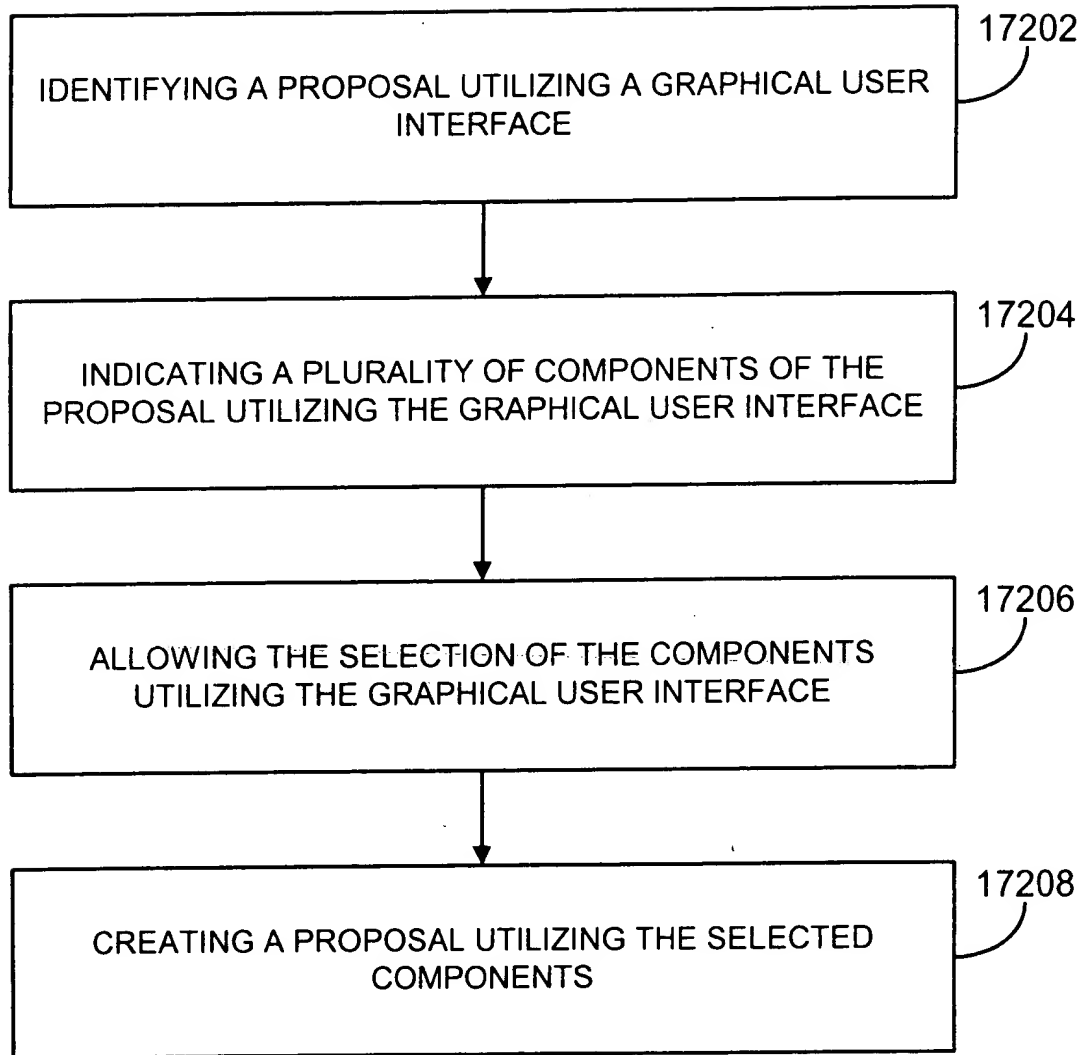 17202
IDENTIFYING A PROPOSAL UTILIZING A GRAPHICAL USER
INTERFACE
17204
INDICATING A PLURALITY OF COMPONENTS OF THE
PROPOSAL UTILIZING THE GRAPHICAL USER INTERFACE
17206
ALLOWING THE SELECTION OF THE COMPONENTS
UTILIZING THE GRAPHICAL USER INTERFACE
17208
CREATING A PROPOSAL UTILIZING THE SELECTED
COMPONENTS